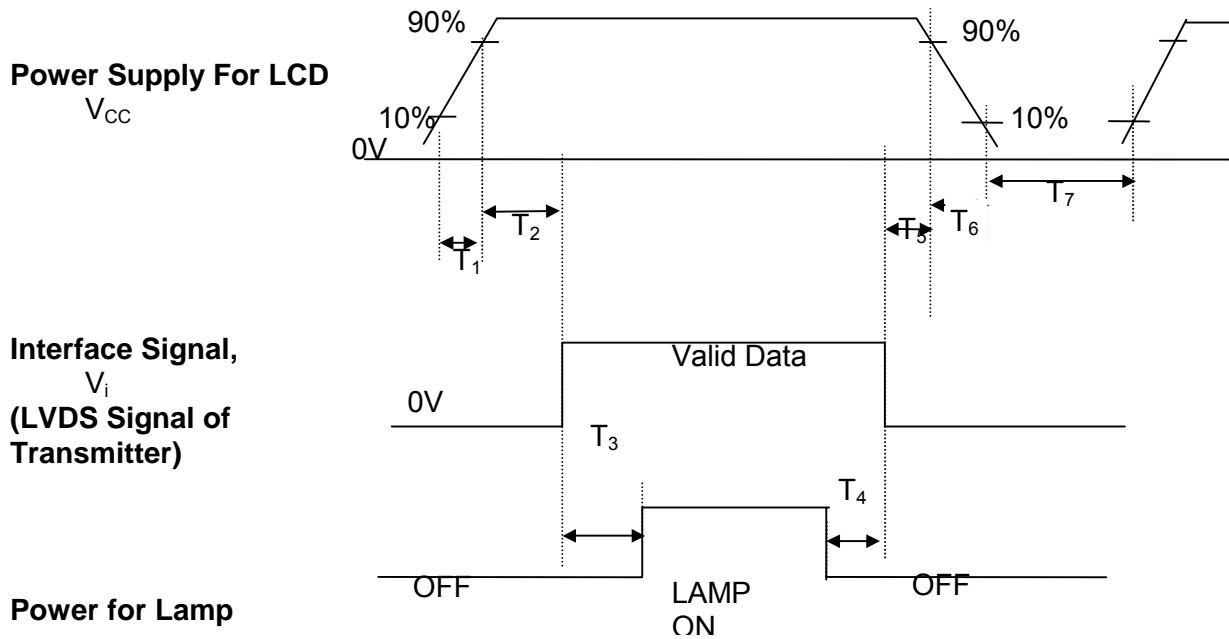 90%
90%
Power Supply For LCD
VCC
10%
10%
0V
T1
T2
T5
T6
T7
Interface Signal,
Vi
(LVDS Signal of
Transmitter)
Valid Data
0V
T3
T4
OFF
LAMP
ON
OFF
Power for Lamp